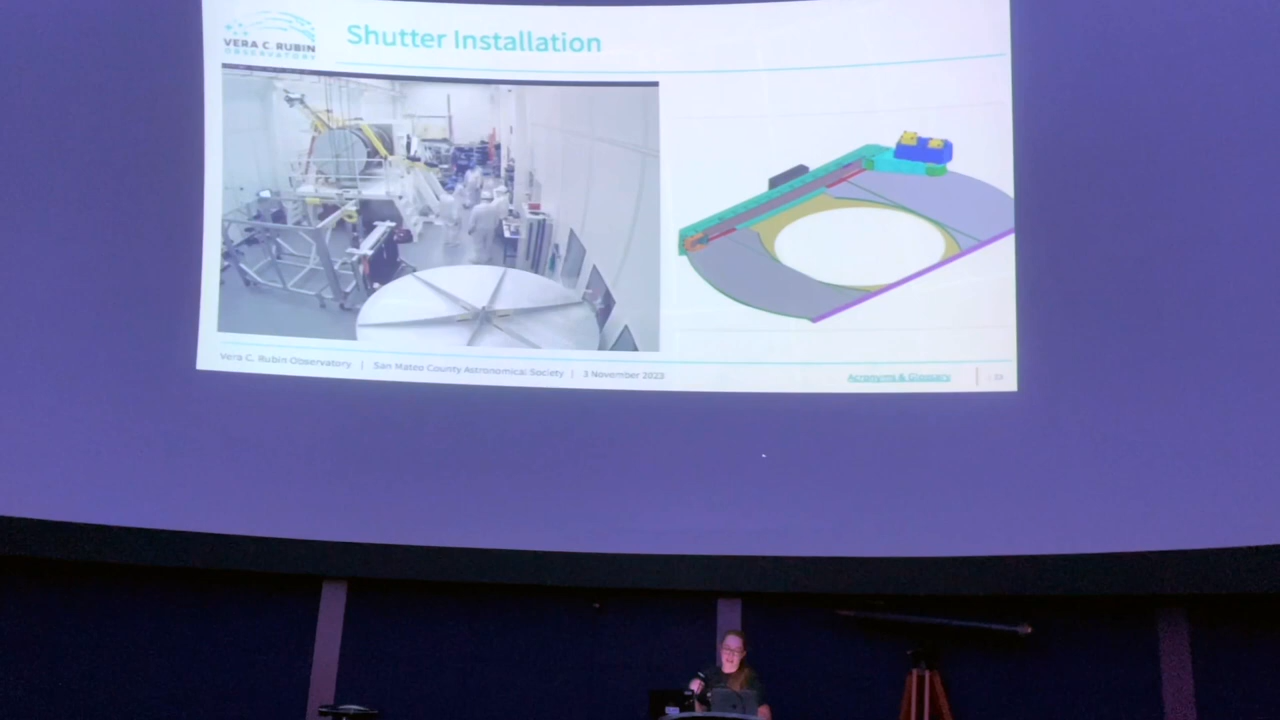 VERA C. RUBIN
OBSERVATORY
Shutter Installation
Vera C. Rubin Observatory | San Mateo County Astronomical Society | 3 November 2023
Acronyms & Glossary